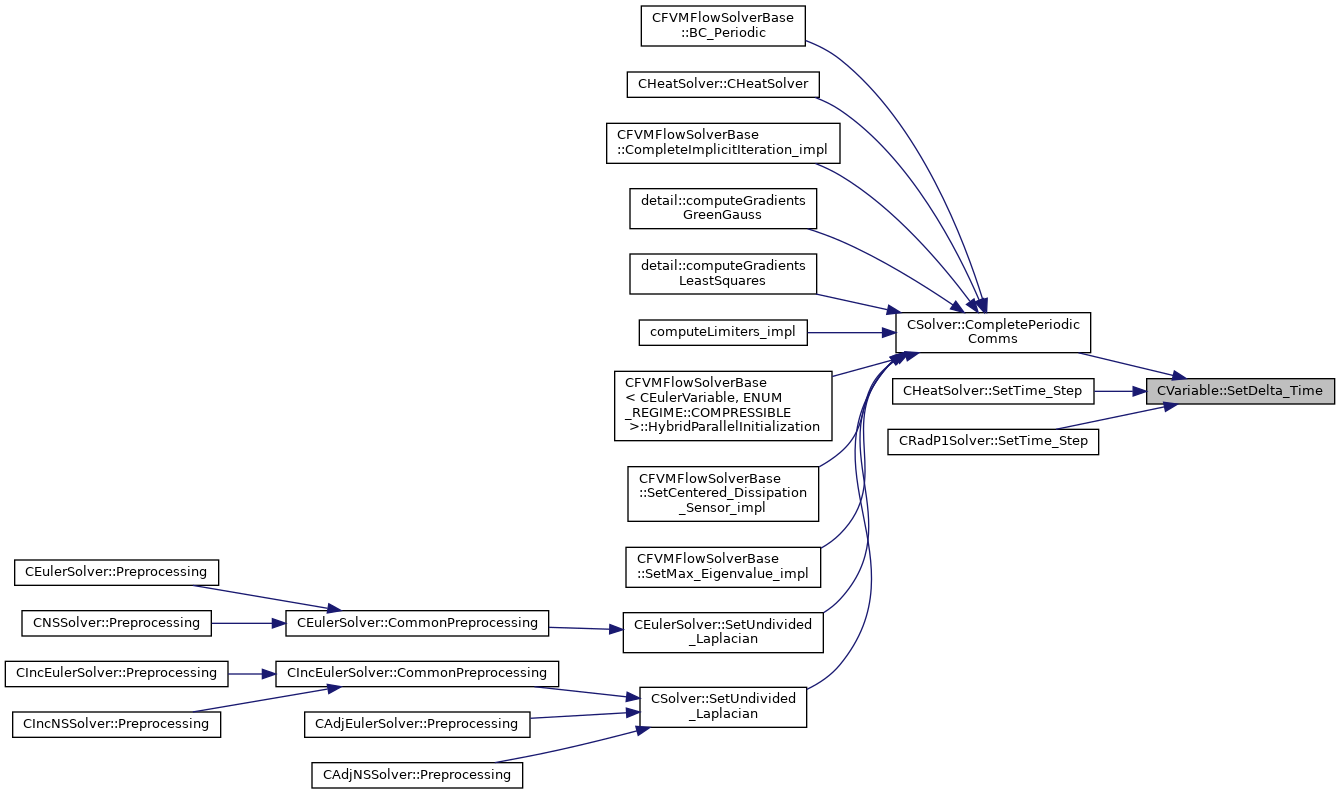 CFVMFlowSolverBase
::BC_Periodic
CHeatSolver::CHeatSolver
CFVMFlowSolverBase
::CompleteImplicitIteration_impl
detail::computeGradients
GreenGauss
detail::computeGradients
LeastSquares
computeLimiters_impl
CFVMFlowSolverBase
< CEulerVariable, ENUM
_REGIME::COMPRESSIBLE
>::HybridParallelInitialization
CFVMFlowSolverBase
::SetCentered_Dissipation
_Sensor_impl
CFVMFlowSolverBase
::SetMax_Eigenvalue_impl
CEulerSolver::SetUndivided
_Laplacian
CSolver::SetUndivided
_Laplacian
CSolver::CompletePeriodic
Comms
CHeatSolver::SetTime_Step
CRadP1Solver::SetTime_Step
CVariable::SetDelta_Time
CEulerSolver::Preprocessing
CNSSolver::Preprocessing
CEulerSolver::CommonPreprocessing
CIncEulerSolver::Preprocessing
CIncEulerSolver::CommonPreprocessing
CIncNSSolver::Preprocessing
CAdjEulerSolver::Preprocessing
CAdjNSSolver::Preprocessing